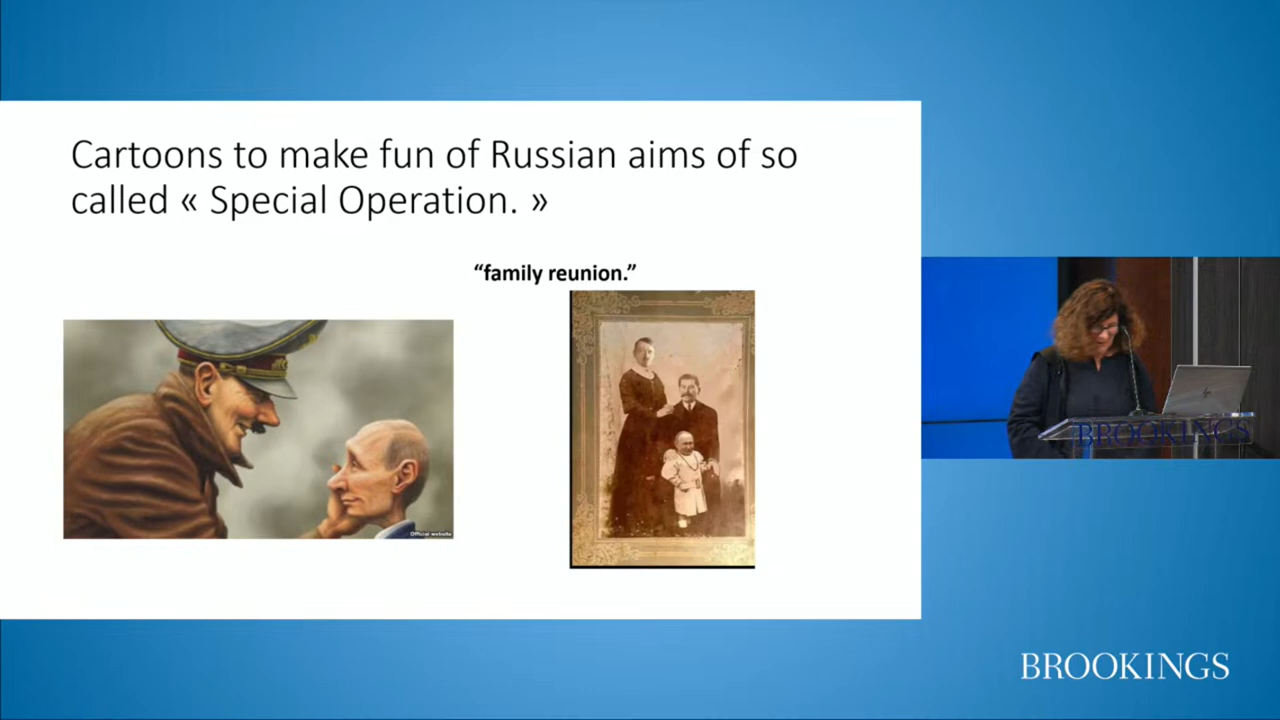 Cartoons to make fun of Russian aims of so
called « Special Operation. »
“family reunion.”
Official website
BROOKINGS
BROOKINGS